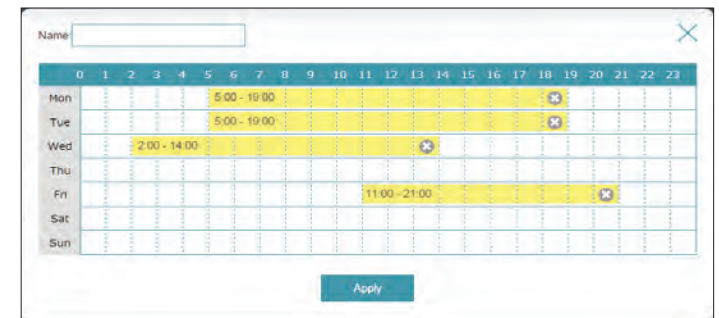 Name
0 1 2 3 4 5 6 7 8 9 10 11 12 13 14 15 16 17 18 19 20 21 22 23
Mon 5:00 - 19:00
Tue 5:00 - 19:00
Wed 2:00 - 14:00
Thu
Fri 11:00 - 21:00
Sat
Sun
Apply